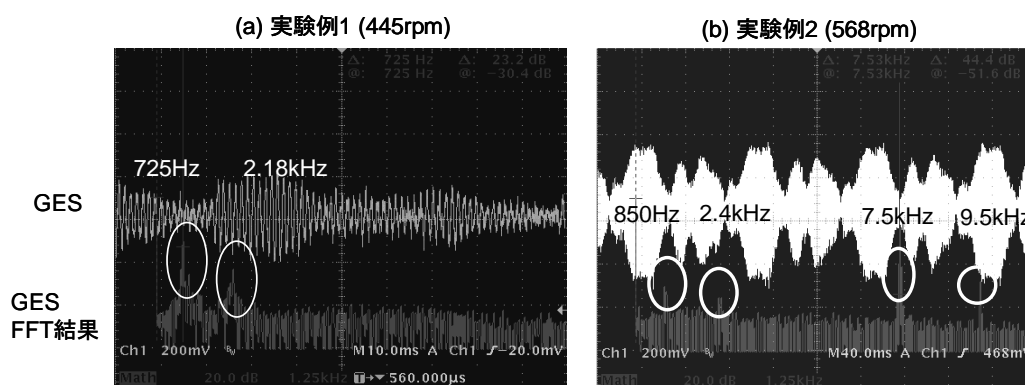 (a) 実験例1 (445rpm)
(b) 実験例2 (568rpm)
Δ: 725 Hz Δ: 23.2 dB
@: 725 Hz @: -30.4 dB
Δ: 7.53kHz Δ: 44.4 dB
@: 7.53kHz @: -51.6 dB
725Hz
2.18kHz
GES
850Hz
2.4kHz
7.5kHz
9.5kHz
GES
FFT結果
Ch1 200mV M10.0ms A Ch1 -20.0mV
Math 20.0 dB 1.25kHz 560.000μs
Ch1 200mV M40.0ms A Ch1 468mV
Math 20.0 dB 1.25kHz